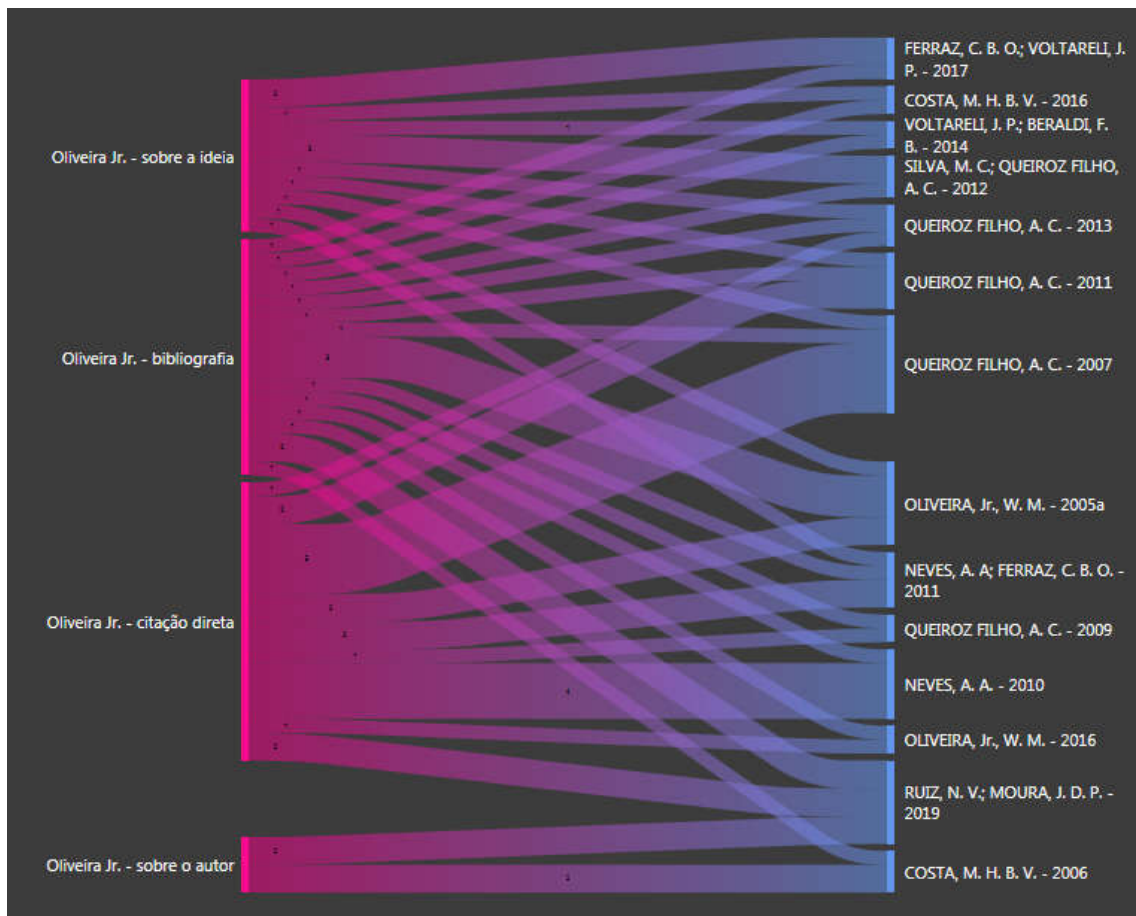 Oliveira Jr. - sobre a ideia
Oliveira Jr. - bibliografia
Oliveira Jr. - citação direta
Oliveira Jr. - sobre o autor
FERRAZ, C. B. O.; VOLTARELI, J.
P. - 2017
COSTA, M. H. B. V. - 2016
VOLTARELI, J. P.; BERALDI, F.
B. - 2014
SILVA, M. C.; QUEIROZ FILHO,
A. C. - 2012
QUEIROZ FILHO, A. C. - 2013
QUEIROZ FILHO, A. C. - 2011
QUEIROZ FILHO, A. C. - 2007
OLIVEIRA, Jr., W. M. - 2005a
NEVES, A. A; FERRAZ, C. B. O. -
2011
QUEIROZ FILHO, A. C. - 2009
NEVES, A. A. - 2010
OLIVEIRA, Jr., W. M. - 2016
RUIZ, N. V.; MOURA, J. D. P. -
2019
COSTA, M. H. B. V. - 2006